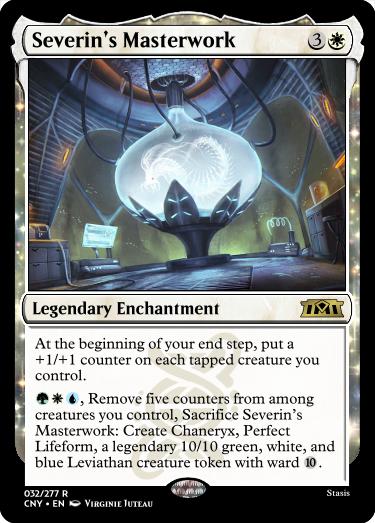 Severin's Masterwork 3
Legendary Enchantment
At the beginning of your end step, put a
+1/+1 counter on each tapped creature you
control.
, Remove five counters from among
creatures you control, Sacrifice Severin's
Masterwork: Create Chaneryx, Perfect
Lifeform, a legendary 10/10 green, white, and
blue Leviathan creature token with ward 10.
032/277 R
Stasis
CNY • EN Virginie Juteau